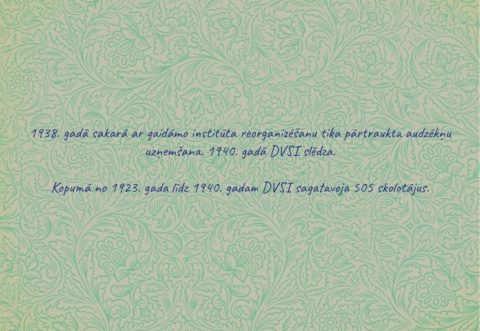 1938. gadā sakarā ar gaidāmo institūta reorganizēšanu tika pārtraukta audzēkņu
uzņemšana. 1940. gadā DVSI slēdza.
Kopumā no 1923. gada līdz 1940. gadam DVSI sagatavoja 505 skolotājus.